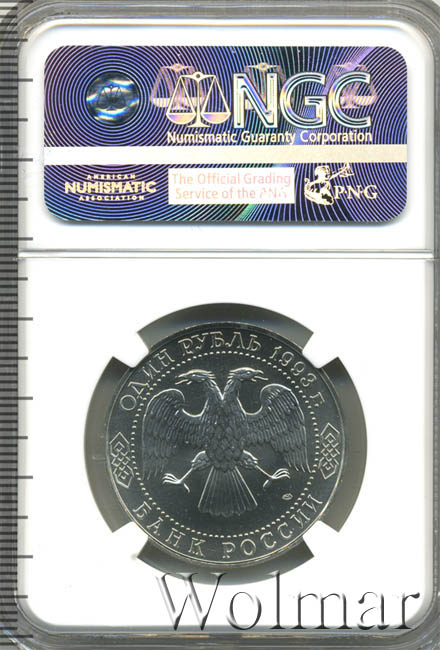 NGC
Numismatic Guaranty Corporation
AMERICAN
NUMISMATIC
ASSOCIATION
The Official Grading
Service of the PNG
PNG
ОДИН РУБЛЬ 1993 г.
БАНК РОССИИ
Wolmar